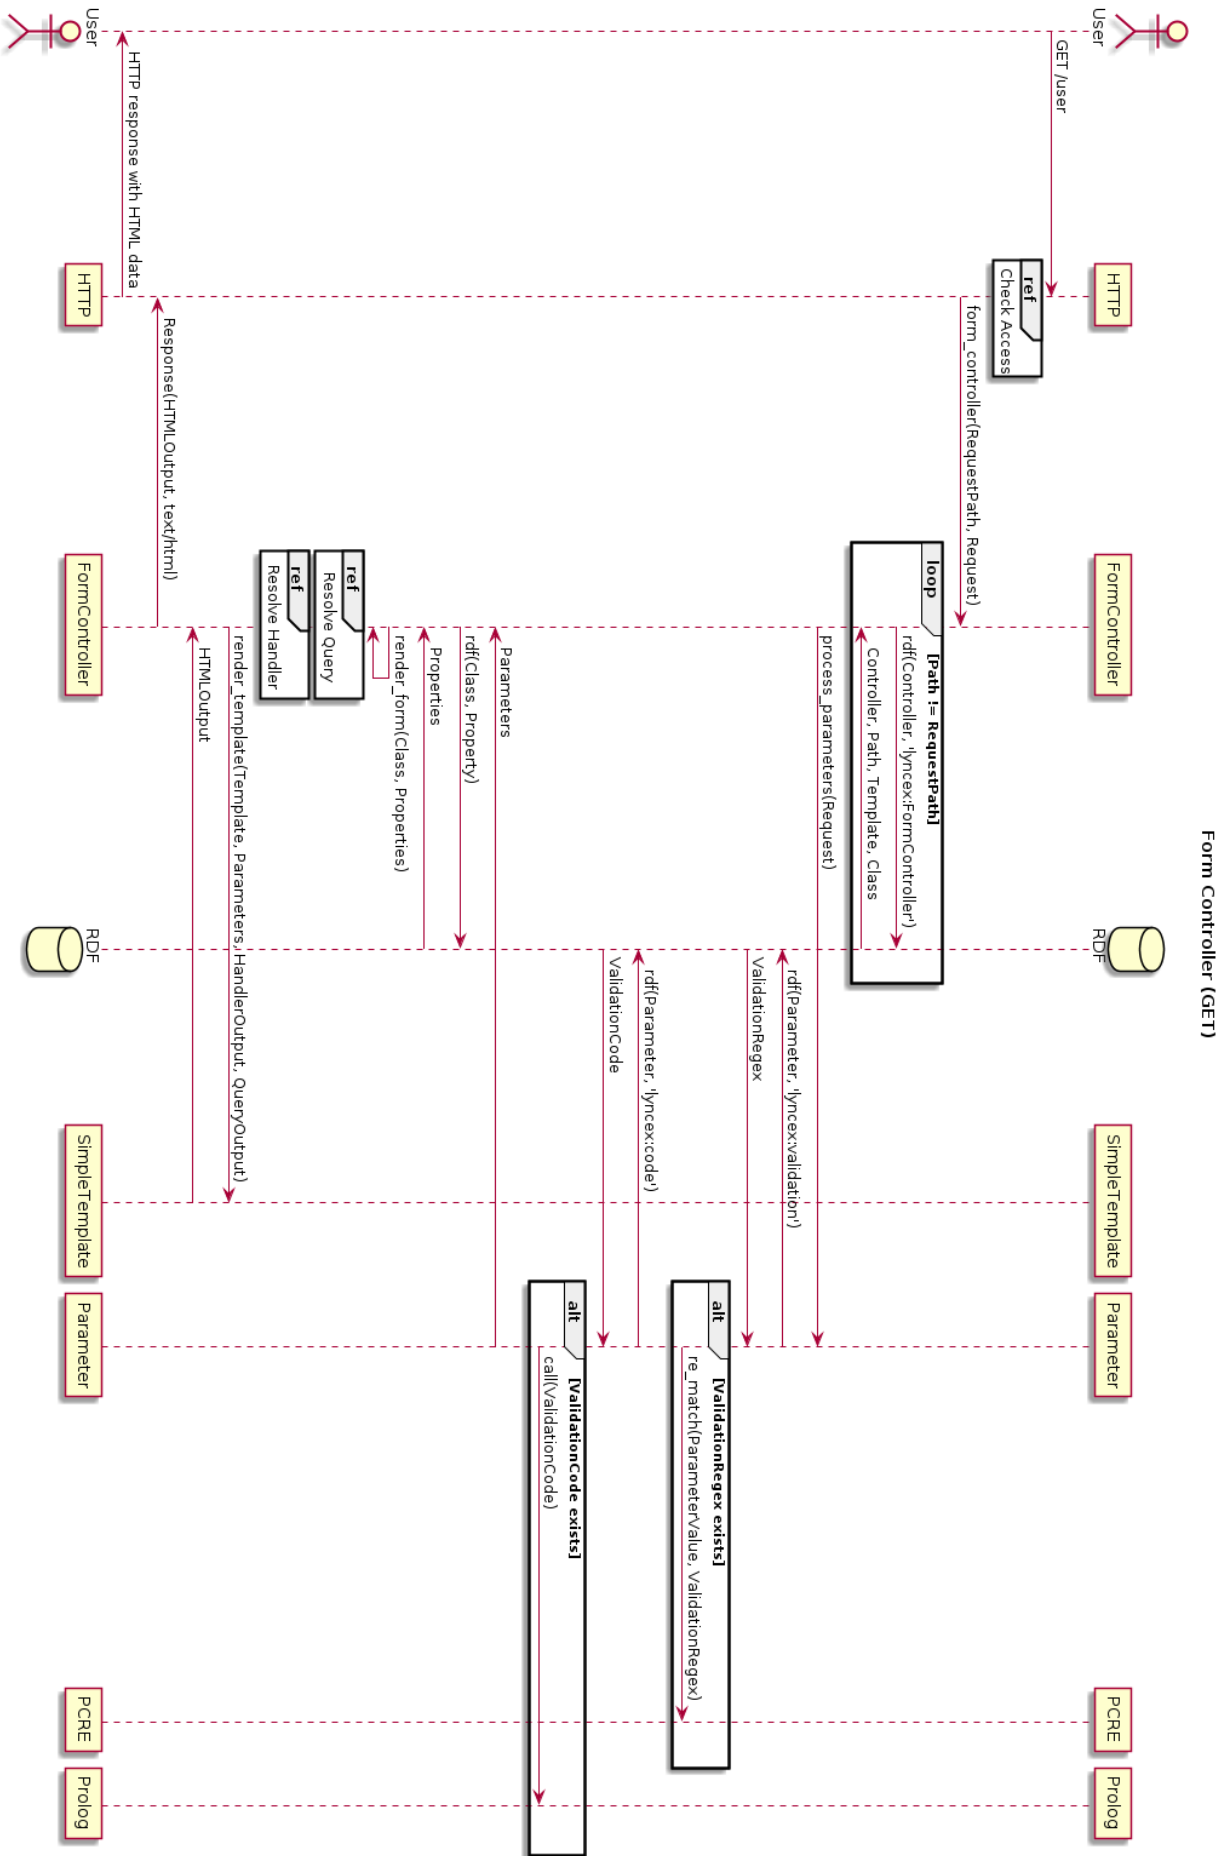 Form Controller (GET)
User
HTTP
FormController
RDF
SimpleTemplate
Parameter
PCRE
Prolog
GET /user
ref
Check Access
form_controller(RequestPath, Request)
loop
[Path != RequestPath]
rdf(Controller, 'lyncex:FormController')
Controller, Path, Template, Class
process_parameters(Request)
rdf(Parameter, 'lyncex:validation')
ValidationRegex
alt
[ValidationRegex exists]
re_match(ParameterValue, ValidationRegex)
rdf(Parameter, 'lyncex:code')
ValidationCode
alt
[ValidationCode exists]
call(ValidationCode)
Parameters
rdf(Class, Property)
Properties
render_form(Class, Properties)
ref
Resolve Query
ref
Resolve Handler
render_template(Template, Parameters, HandlerOutput, QueryOutput)
HTMLOutput
Response(HTMLOutput, text/html)
HTTP response with HTML data
User
HTTP
FormController
RDF
SimpleTemplate
Parameter
PCRE
Prolog